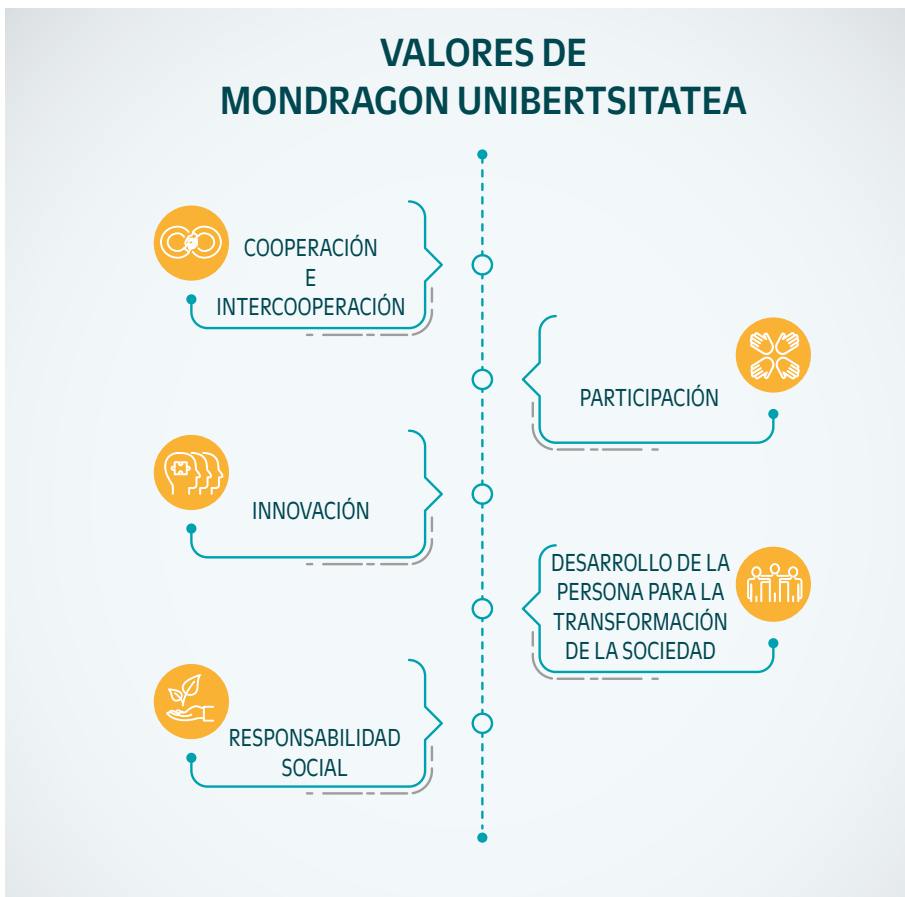 VALORES DE
MONDRAGON UNIBERTSITATEA
COOPERACIÓN
E
INTERCOOPERACIÓN
PARTICIPACIÓN
INNOVACIÓN
DESARROLLO DE LA
PERSONA PARA LA
TRANSFORMACIÓN
DE LA SOCIEDAD
RESPONSABILIDAD
SOCIAL